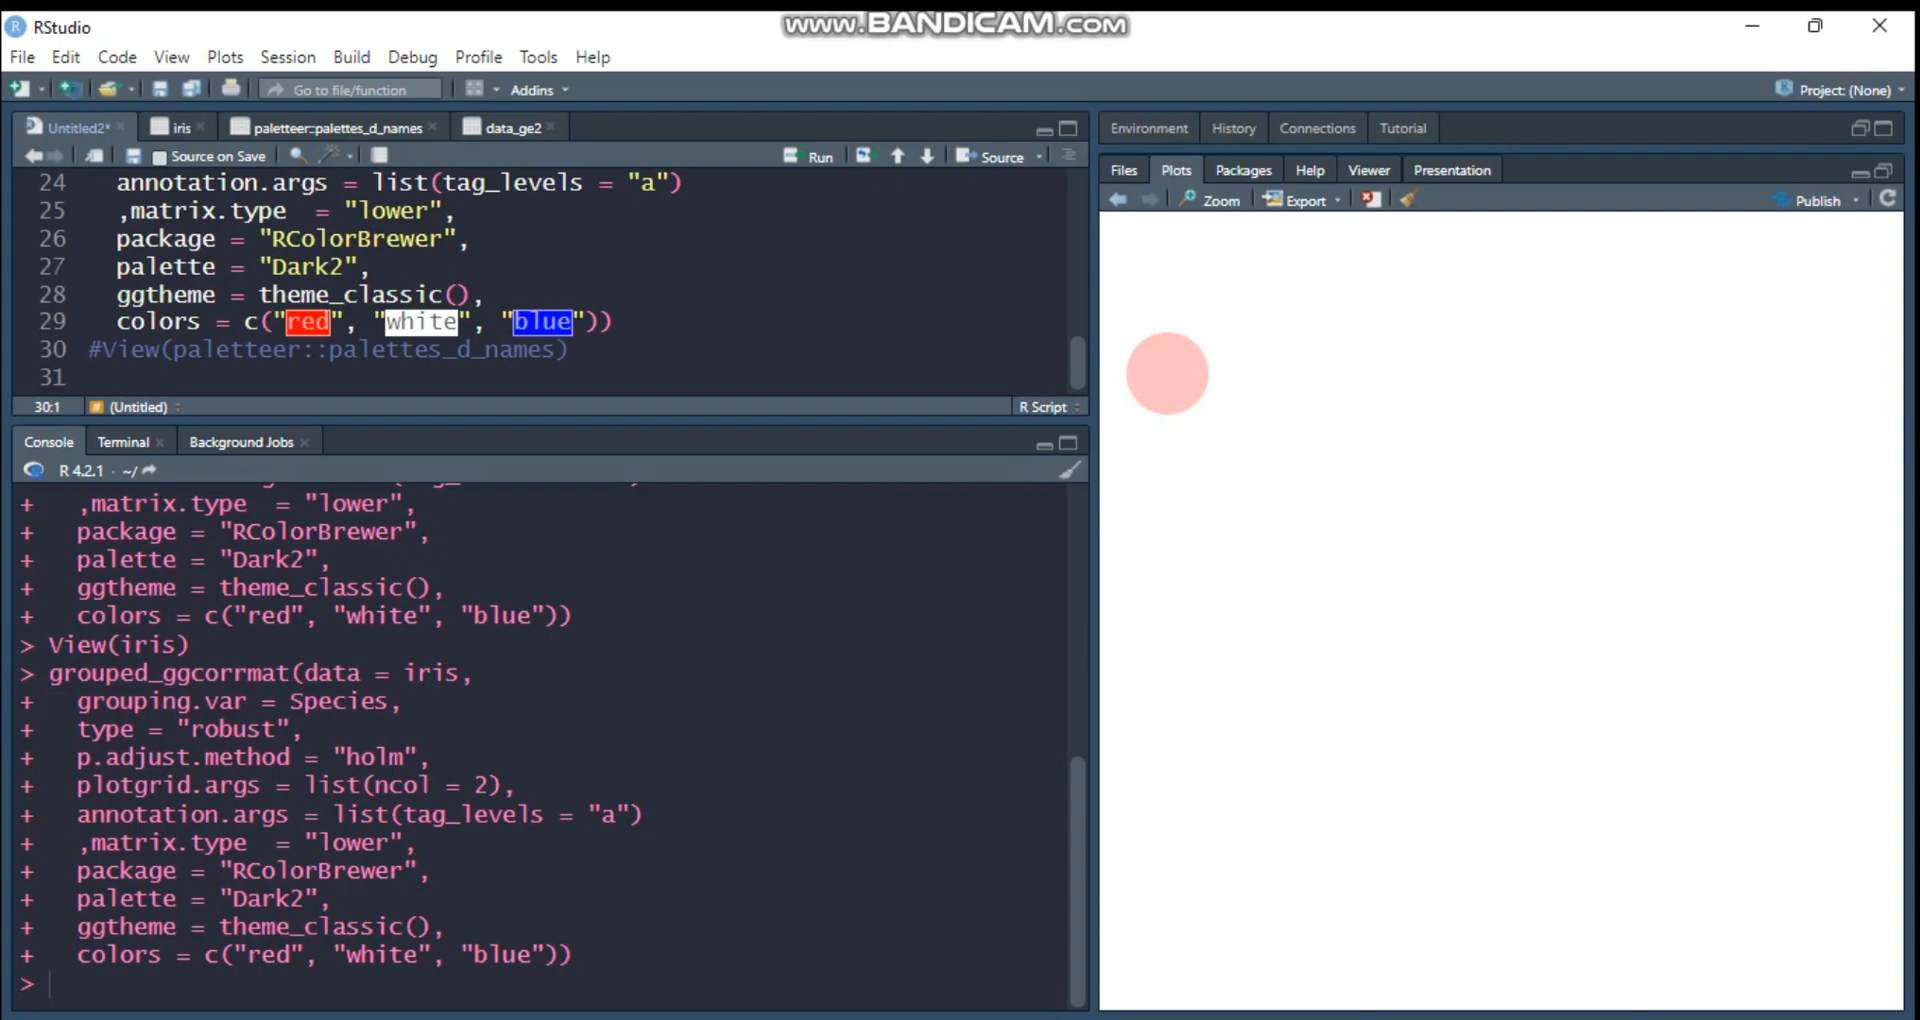 RStudio
www.BANDICAM.com
File Edit Code View Plots Session Build Debug Profile Tools Help
Go to file/function Addins Project: (None)
Untitled2* iris paletteer::palettes_d_names data_ge2
Source on Save Run Source
24 annotation.args = list(tag_levels = "a")
25 ,matrix.type = "lower",
26 package = "RColorBrewer",
27 palette = "Dark2",
28 ggtheme = theme_classic(),
29 colors = c("red", "white", "blue"))
30 #View(paletteer::palettes_d_names)
31
30:1 (Untitled) R Script
Console Terminal Background Jobs
R 4.2.1 · ~/
+ ,matrix.type = "lower",
+ package = "RColorBrewer",
+ palette = "Dark2",
+ ggtheme = theme_classic(),
+ colors = c("red", "white", "blue"))
> View(iris)
> grouped_ggcorrmat(data = iris,
+ grouping.var = Species,
+ type = "robust",
+ p.adjust.method = "holm",
+ plotgrid.args = list(ncol = 2),
+ annotation.args = list(tag_levels = "a")
+ ,matrix.type = "lower",
+ package = "RColorBrewer",
+ palette = "Dark2",
+ ggtheme = theme_classic(),
+ colors = c("red", "white", "blue"))
>
Environment History Connections Tutorial
Files Plots Packages Help Viewer Presentation
Zoom Export Publish